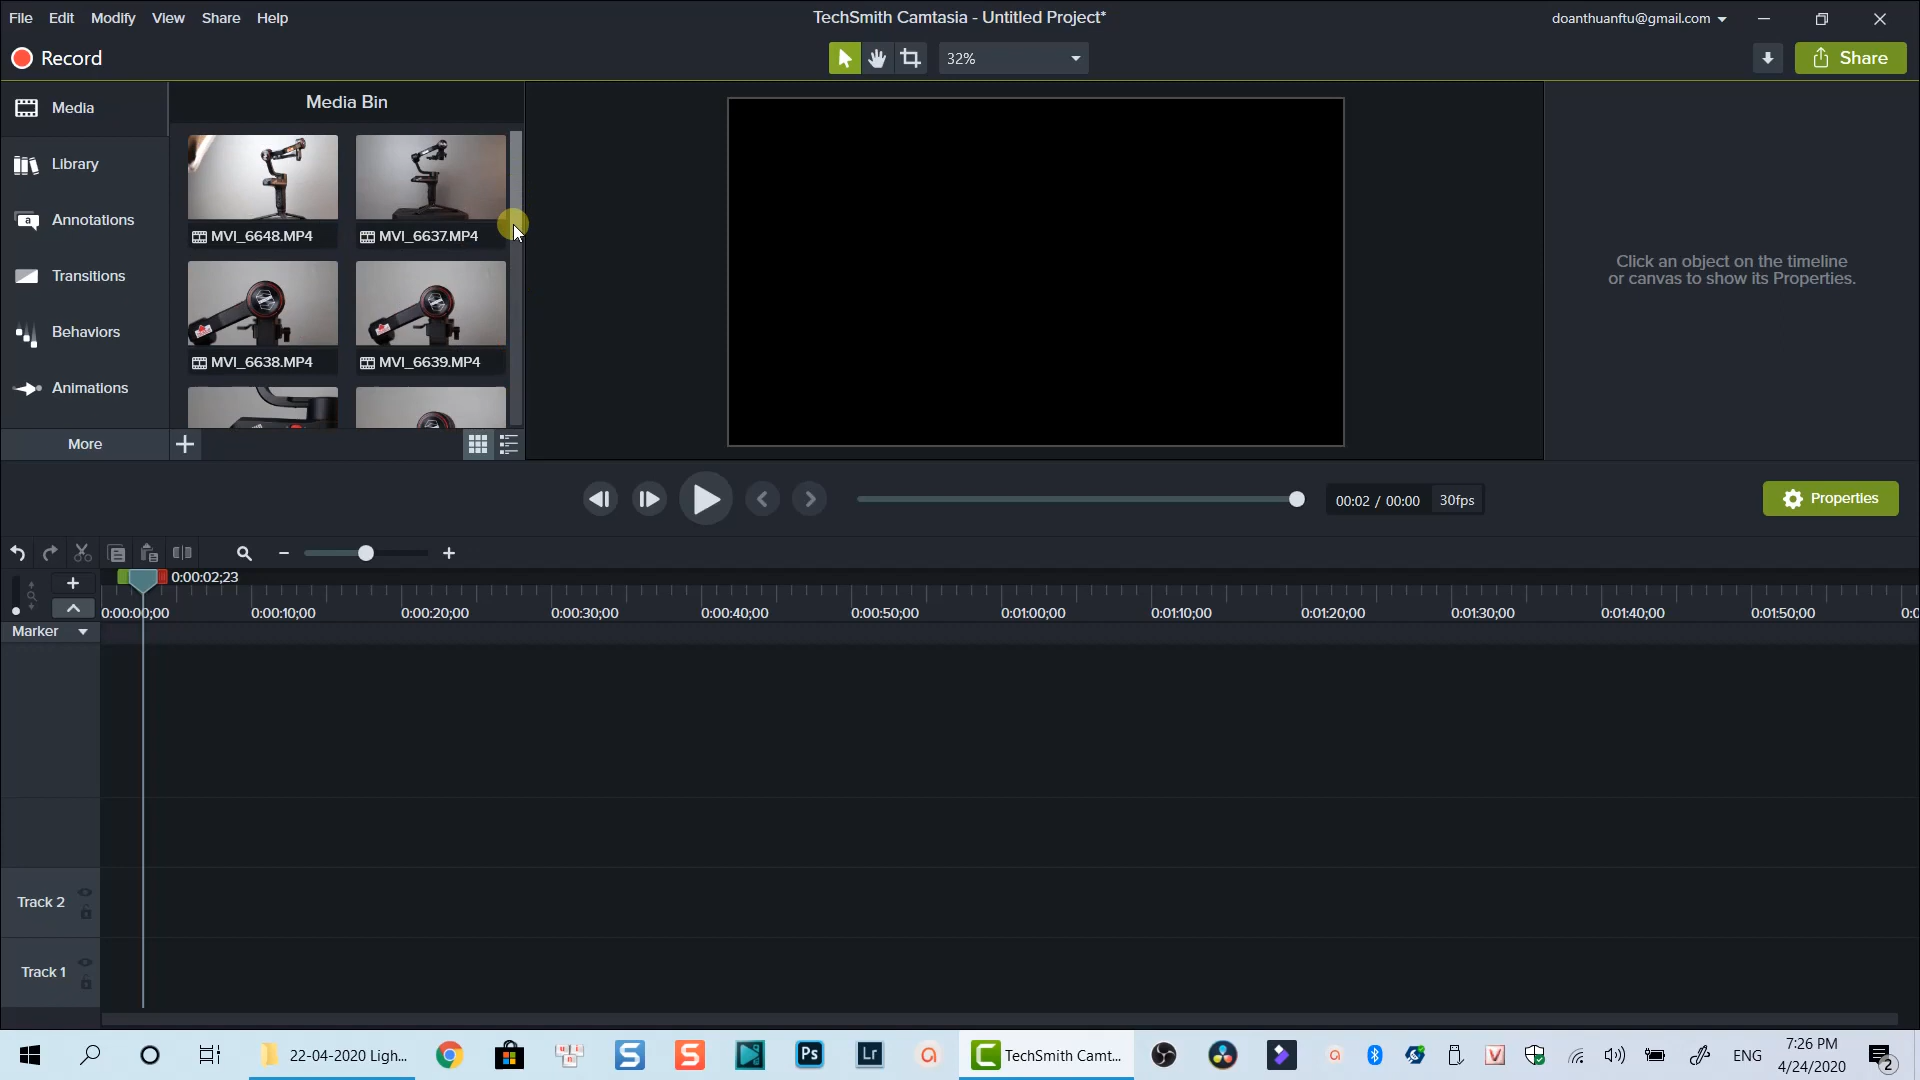 File Edit Modify View Share Help
TechSmith Camtasia - Untitled Project*
doanthuanftu@gmail.com
Record
32%
Share
Media
Media Bin
Library
Annotations
Transitions
Behaviors
Animations
More
MVI_6648.MP4
MVI_6637.MP4
MVI_6638.MP4
MVI_6639.MP4
Click an object on the timeline
or canvas to show its Properties.
00:02 / 00:00
30fps
Properties
0:00:02;23
0:00:00;00
0:00:10;00
0:00:20;00
0:00:30;00
0:00:40;00
0:00:50;00
0:01:00;00
0:01:10;00
0:01:20;00
0:01:30;00
0:01:40;00
0:01:50;00
0:0
Marker
Track 2
Track 1
22-04-2020 Ligh...
Ps
Lr
TechSmith Camt...
ENG
7:26 PM
4/24/2020
2